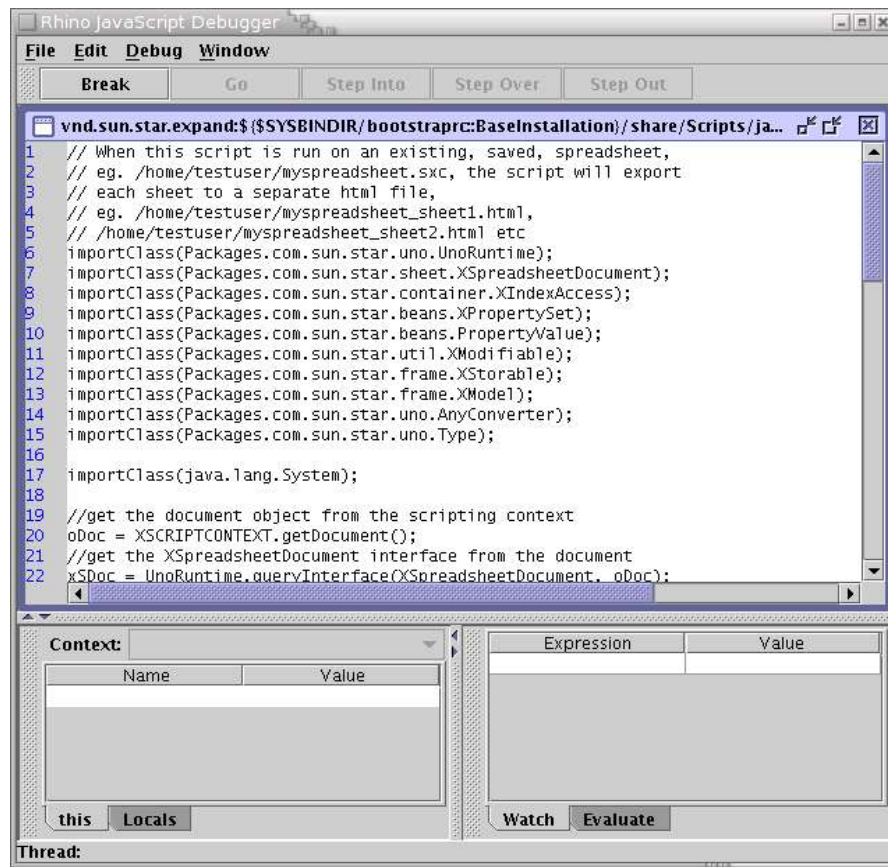 Rhino JavaScript Debugger
File Edit Debug Window
Break Go Step Into Step Over Step Out
vnd.sun.star.expand:${$SYSBINDIR/bootstraprc::BaseInstallation}/share/Scripts/ja...
1 // When this script is run on an existing, saved, spreadsheet,
2 // eg. /home/testuser/myspreadsheet.sxc, the script will export
3 // each sheet to a separate html file,
4 // eg. /home/testuser/myspreadsheet_sheet1.html,
5 // /home/testuser/myspreadsheet_sheet2.html etc
6 importClass(Packages.com.sun.star.uno.UnoRuntime);
7 importClass(Packages.com.sun.star.sheet.XSpreadsheetDocument);
8 importClass(Packages.com.sun.star.container.XIndexAccess);
9 importClass(Packages.com.sun.star.beans.XPropertySet);
10 importClass(Packages.com.sun.star.beans.PropertyValue);
11 importClass(Packages.com.sun.star.util.XModifiable);
12 importClass(Packages.com.sun.star.frame.XStorable);
13 importClass(Packages.com.sun.star.frame.XModel);
14 importClass(Packages.com.sun.star.uno.AnyConverter);
15 importClass(Packages.com.sun.star.uno.Type);
16
17 importClass(java.lang.System);
18
19 //get the document object from the scripting context
20 oDoc = XSCRIPTCONTEXT.getDocument();
21 //get the XSpreadsheetDocument interface from the document
22 xSDoc = UnoRuntime.queryInterface(XSpreadsheetDocument, oDoc);
Context:
Name Value
this Locals
Expression Value
Watch Evaluate
Thread: